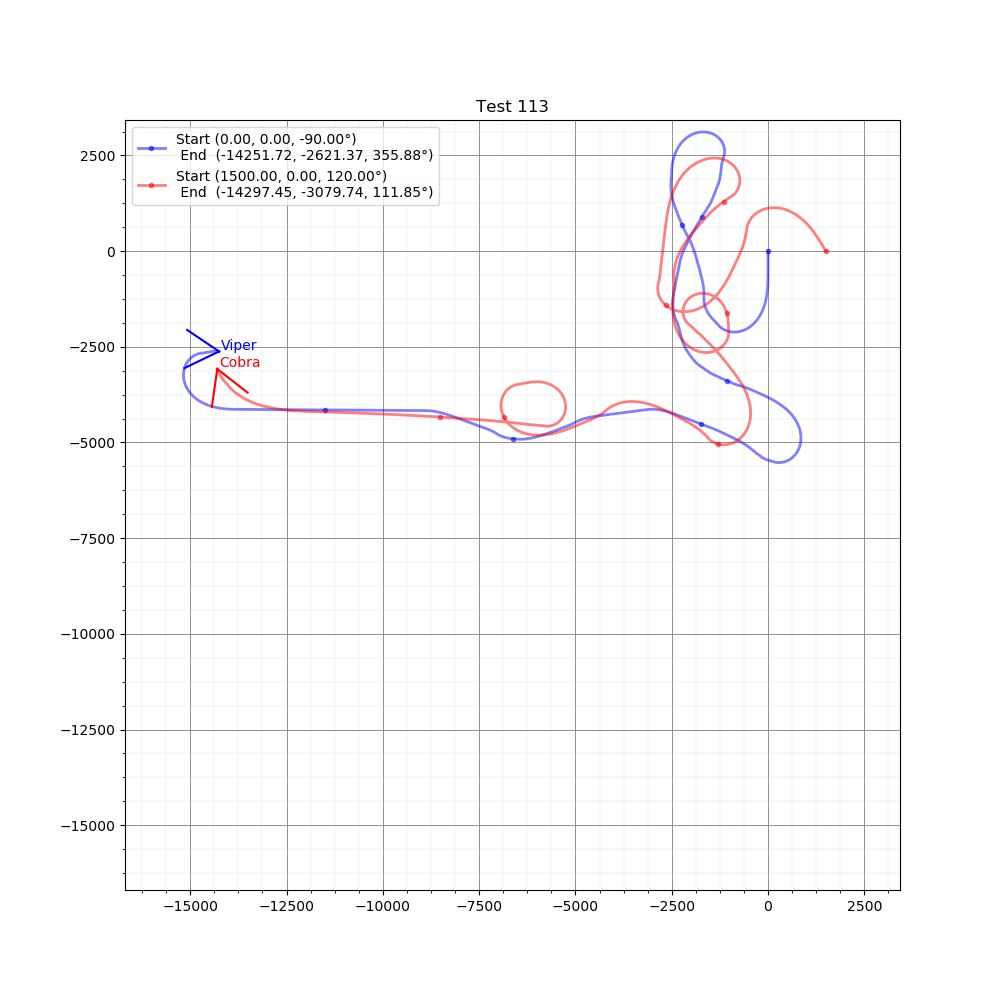 Test 113
Start (0.00, 0.00, -90.00°)
End (-14251.72, -2621.37, 355.88°)
Start (1500.00, 0.00, 120.00°)
End (-14297.45, -3079.74, 111.85°)
2500
0
−2500
−5000
−7500
−10000
−12500
−15000
Viper
Cobra
−15000 −12500 −10000 −7500 −5000 −2500 0 2500